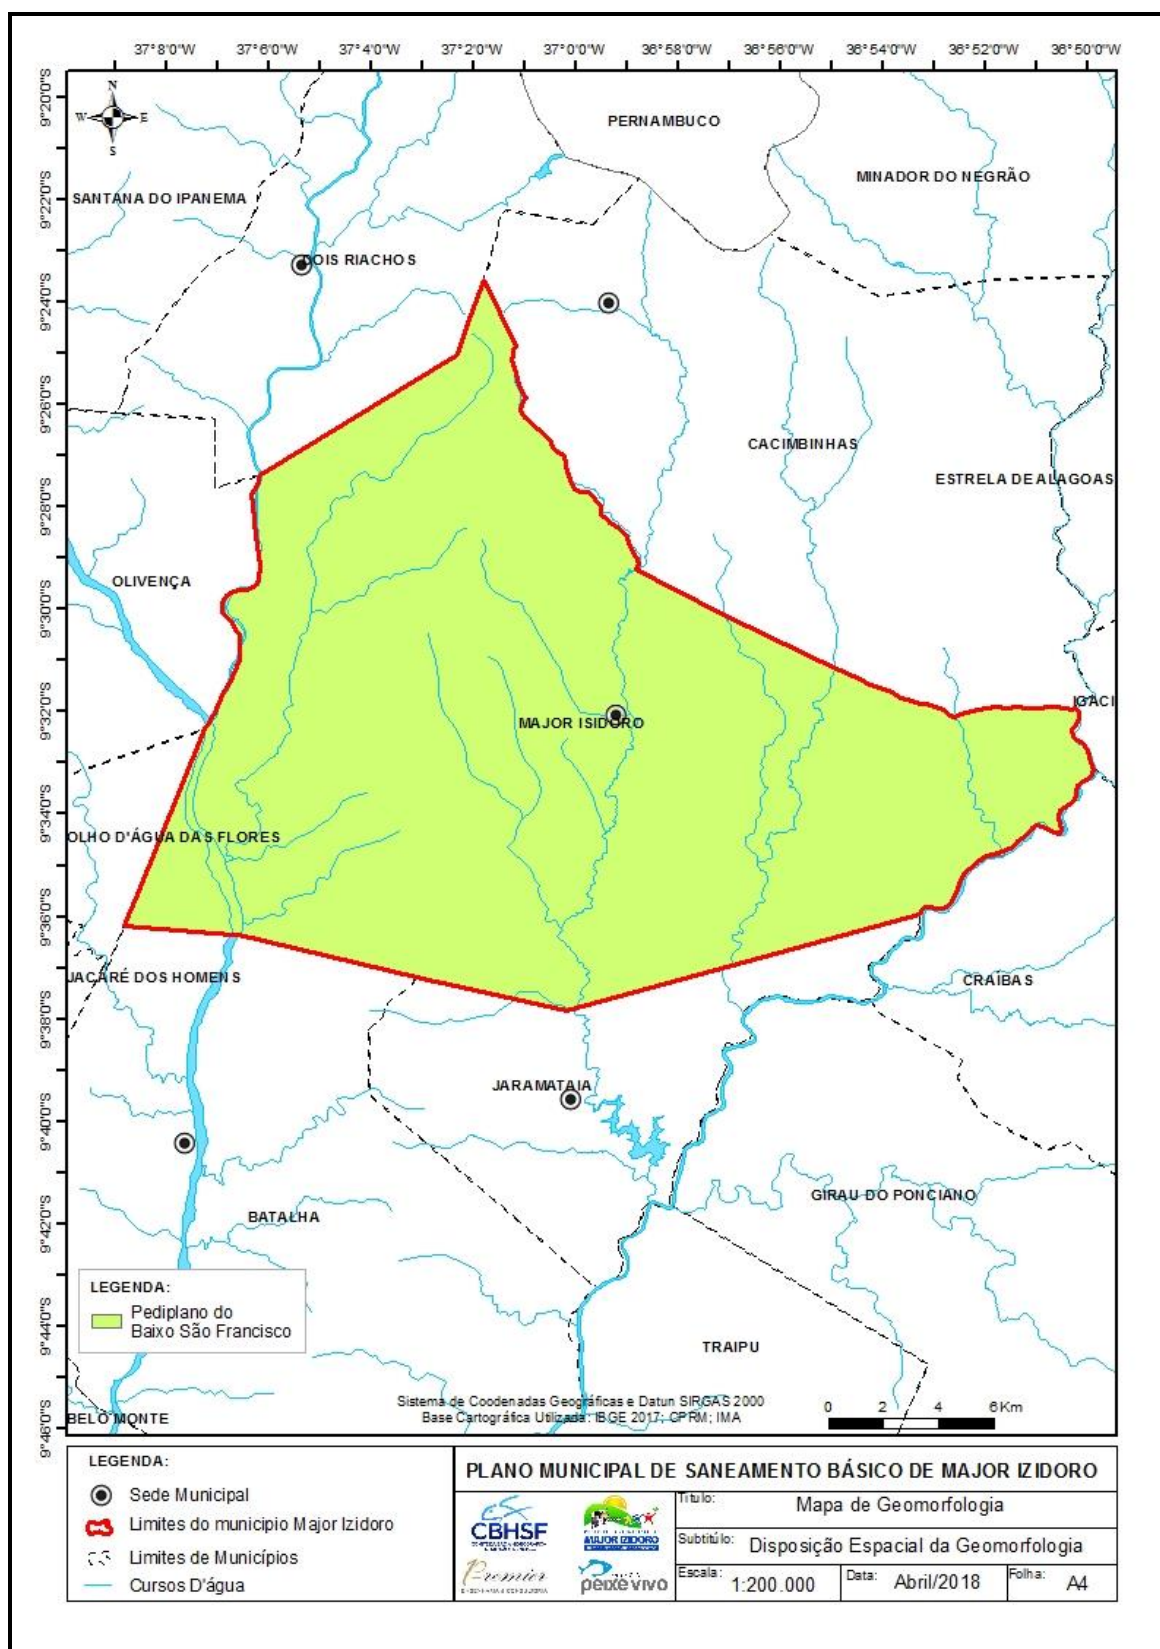 37°8'0"W 37°6'0"W 37°4'0"W 37°2'0"W 37°0'0"W 36°58'0"W 36°56'0"W 36°54'0"W 36°52'0"W 36°50'0"W
9°20'0"S
9°22'0"S
9°24'0"S
9°26'0"S
9°28'0"S
9°30'0"S
9°32'0"S
9°34'0"S
9°36'0"S
9°38'0"S
9°40'0"S
9°42'0"S
9°44'0"S
9°46'0"S
N
W E
S
PERNAMBUCO
MINADOR DO NEGRÃO
SANTANA DO IPANEMA
DOIS RIACHOS
CACIMBINHAS
ESTRELA DE ALAGOAS
OLIVENÇA
IGACI
MAJOR ISIDORO
OLHO D'ÁGUA DAS FLORES
JACARÉ DOS HOMENS
CRAÍBAS
JARAMATAIA
GIRAU DO PONCIANO
BATALHA
LEGENDA:
Pediplano do
Baixo São Francisco
TRAIPU
BELO MONTE
Sistema de Coodenadas Geográficas e Datun SIRGAS 2000
Base Cartográfica Utilizada: IBGE 2017; CPRM; IMA
0 2 4 6 Km
LEGENDA:
Sede Municipal
Limites do municipio Major Izidoro
Limites de Municípios
Cursos D'água
PLANO MUNICIPAL DE SANEAMENTO BÁSICO DE MAJOR IZIDORO
CBHSF
MAJOR IZIDORO
Premier
peixe vivo
Título: Mapa de Geomorfologia
Subtitúlo: Disposição Espacial da Geomorfologia
Escala: 1:200.000
Data: Abril/2018
Folha: A4